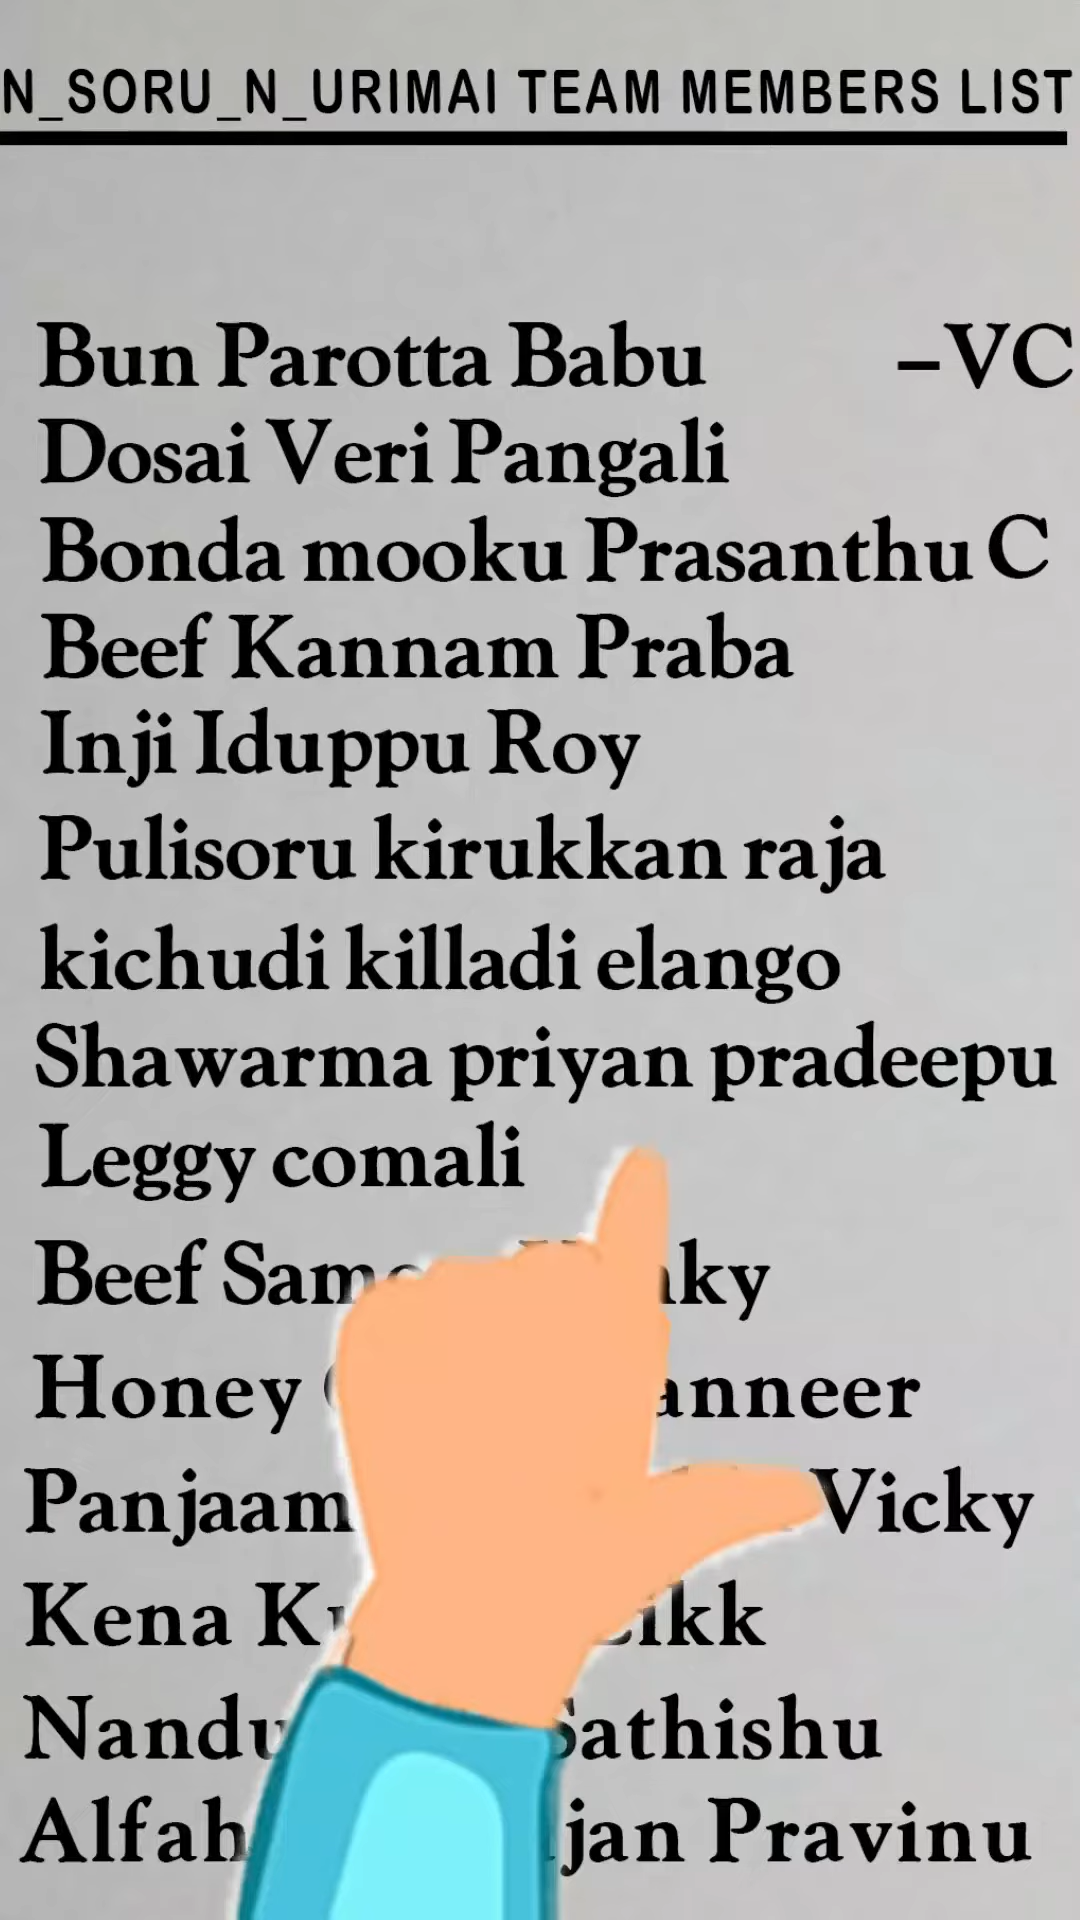 N_SORU_N_URIMAI TEAM MEMBERS LIST
Bun Parotta Babu –VC
Dosai Veri Pangali
Bonda mooku Prasanthu C
Beef Kannam Praba
Inji Iduppu Roy
Pulisoru kirukkan raja
kichudi killadi elango
Shawarma priyan pradeepu
Leggy comali
Beef
Honey
Vicky
Kena
Sathishu
Pravinu